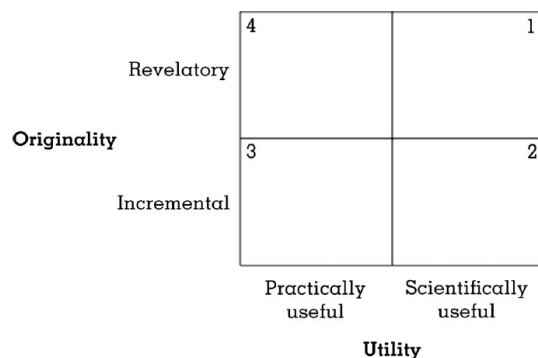 4 1
Revelatory
Originality
3 2
Incremental
Practically useful
Scientifically useful
Utility